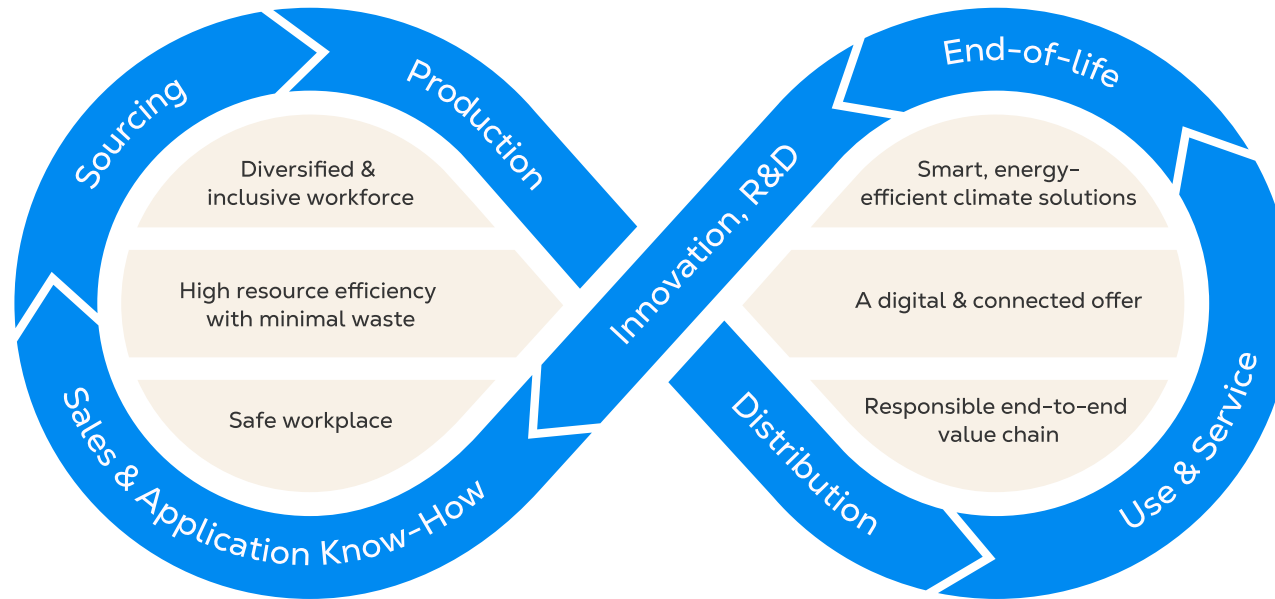 Sourcing
Production
Diversified &
inclusive workforce
High resource efficiency
with minimal waste
Safe workplace
Sales & Application Know-How
Innovation, R&D
End-of-life
Smart, energy-
efficient climate solutions
A digital & connected offer
Responsible end-to-end
value chain
Distribution
Use & Service